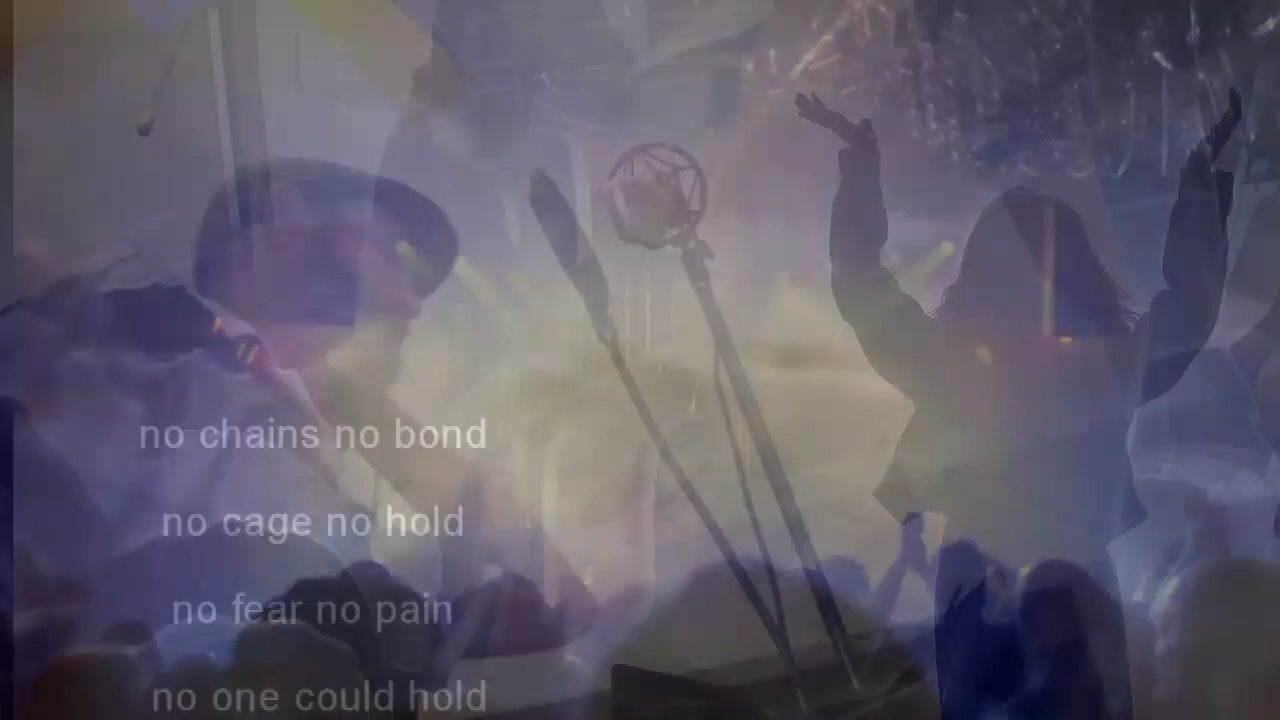 no chains no bond
no cage no hold
no fear no pain
no one could hold